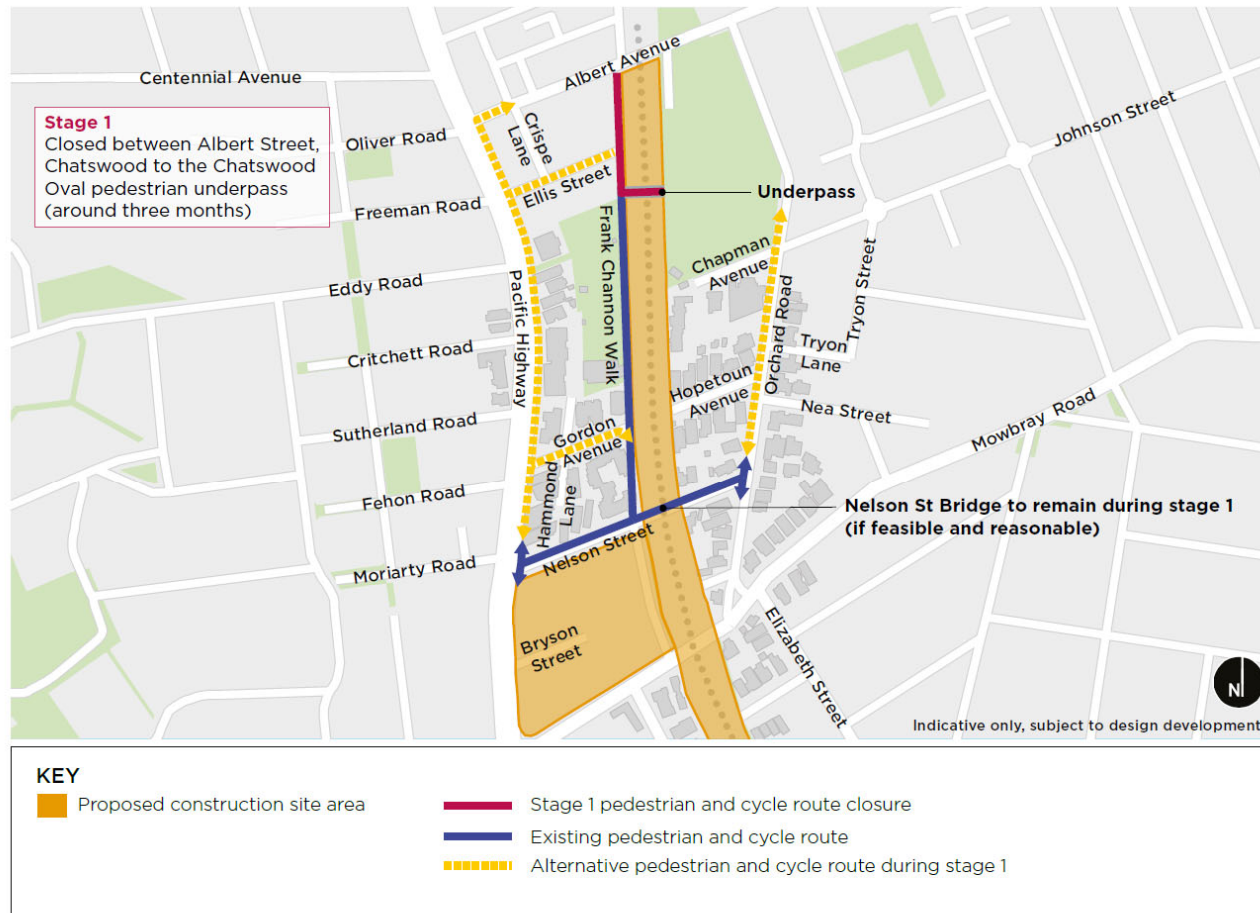 Albert Avenue
Centennial Avenue
Stage 1
Closed between Albert Street,
Chatswood to the Chatswood
Oval pedestrian underpass
(around three months)
Oliver Road
Crispe
Lane
Johnson Street
Ellis Street
Underpass
Freeman Road
Frank Channon Walk
Chapman
Avenue
Eddy Road
Pacific Highway
Orchard Road
Tryon Street
Critchett Road
Tryon
Lane
Hopetoun
Avenue
Nea Street
Mowbray Road
Sutherland Road
Gordon
Avenue
Fehon Road
Hammond
Lane
Nelson St Bridge to remain during stage 1
(if feasible and reasonable)
Nelson Street
Moriarty Road
Bryson
Street
Elizabeth Street
N
Indicative only, subject to design development
KEY
Proposed construction site area
Stage 1 pedestrian and cycle route closure
Existing pedestrian and cycle route
Alternative pedestrian and cycle route during stage 1